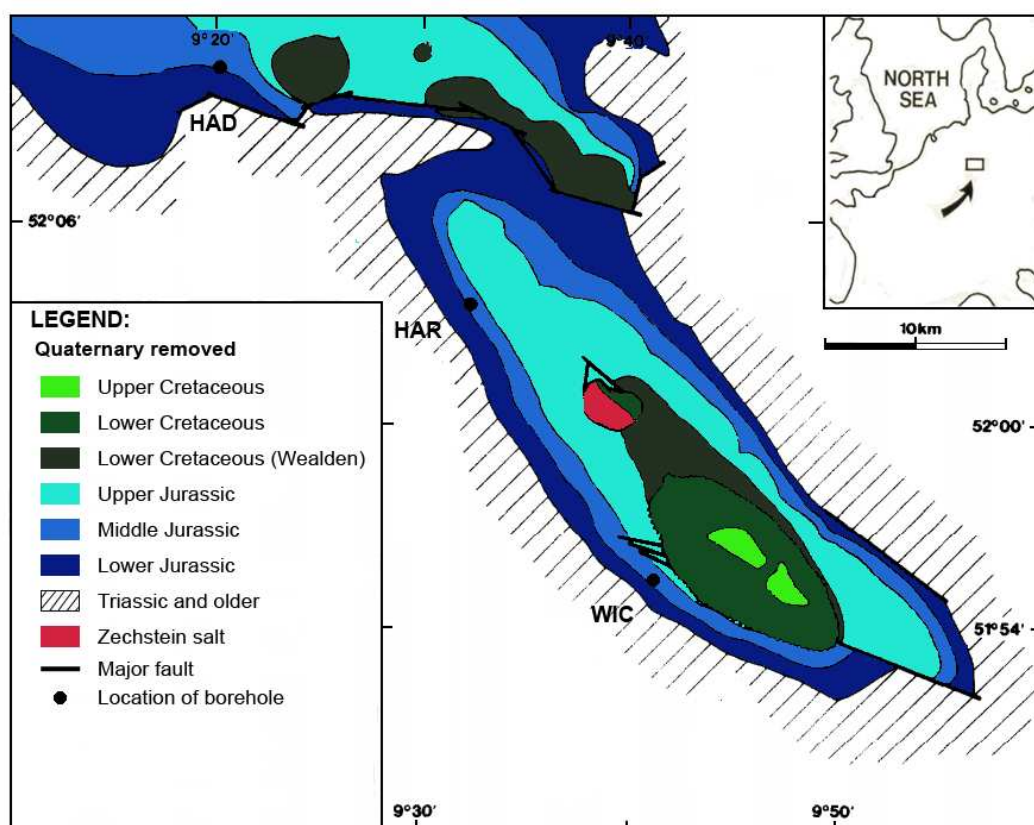 9°20'
9°40'
NORTH
SEA
HAD
52°06'
LEGEND:
Quaternary removed
Upper Cretaceous
Lower Cretaceous
Lower Cretaceous (Wealden)
Upper Jurassic
Middle Jurassic
Lower Jurassic
Triassic and older
Zechstein salt
Major fault
Location of borehole
HAR
10km
52°00'
WIC
51°54'
9°30'
9°50'